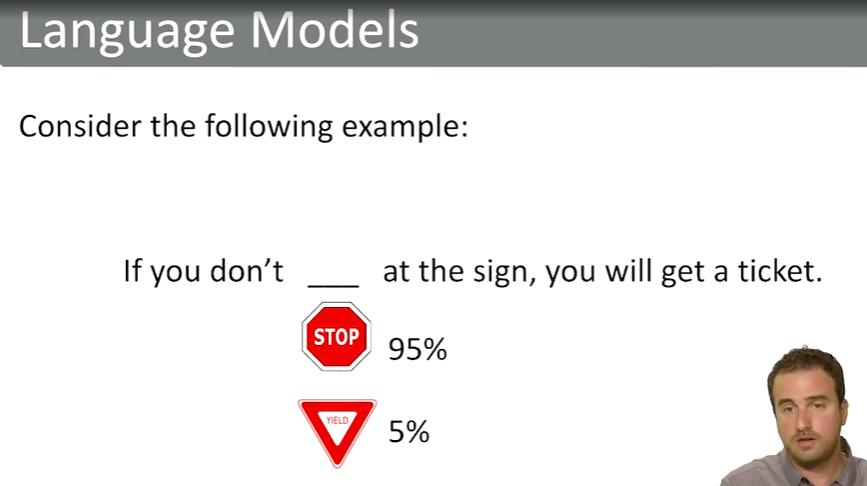 Language Models
Consider the following example:
If you don’t ___ at the sign, you will get a ticket.
STOP 95%
YIELD 5%